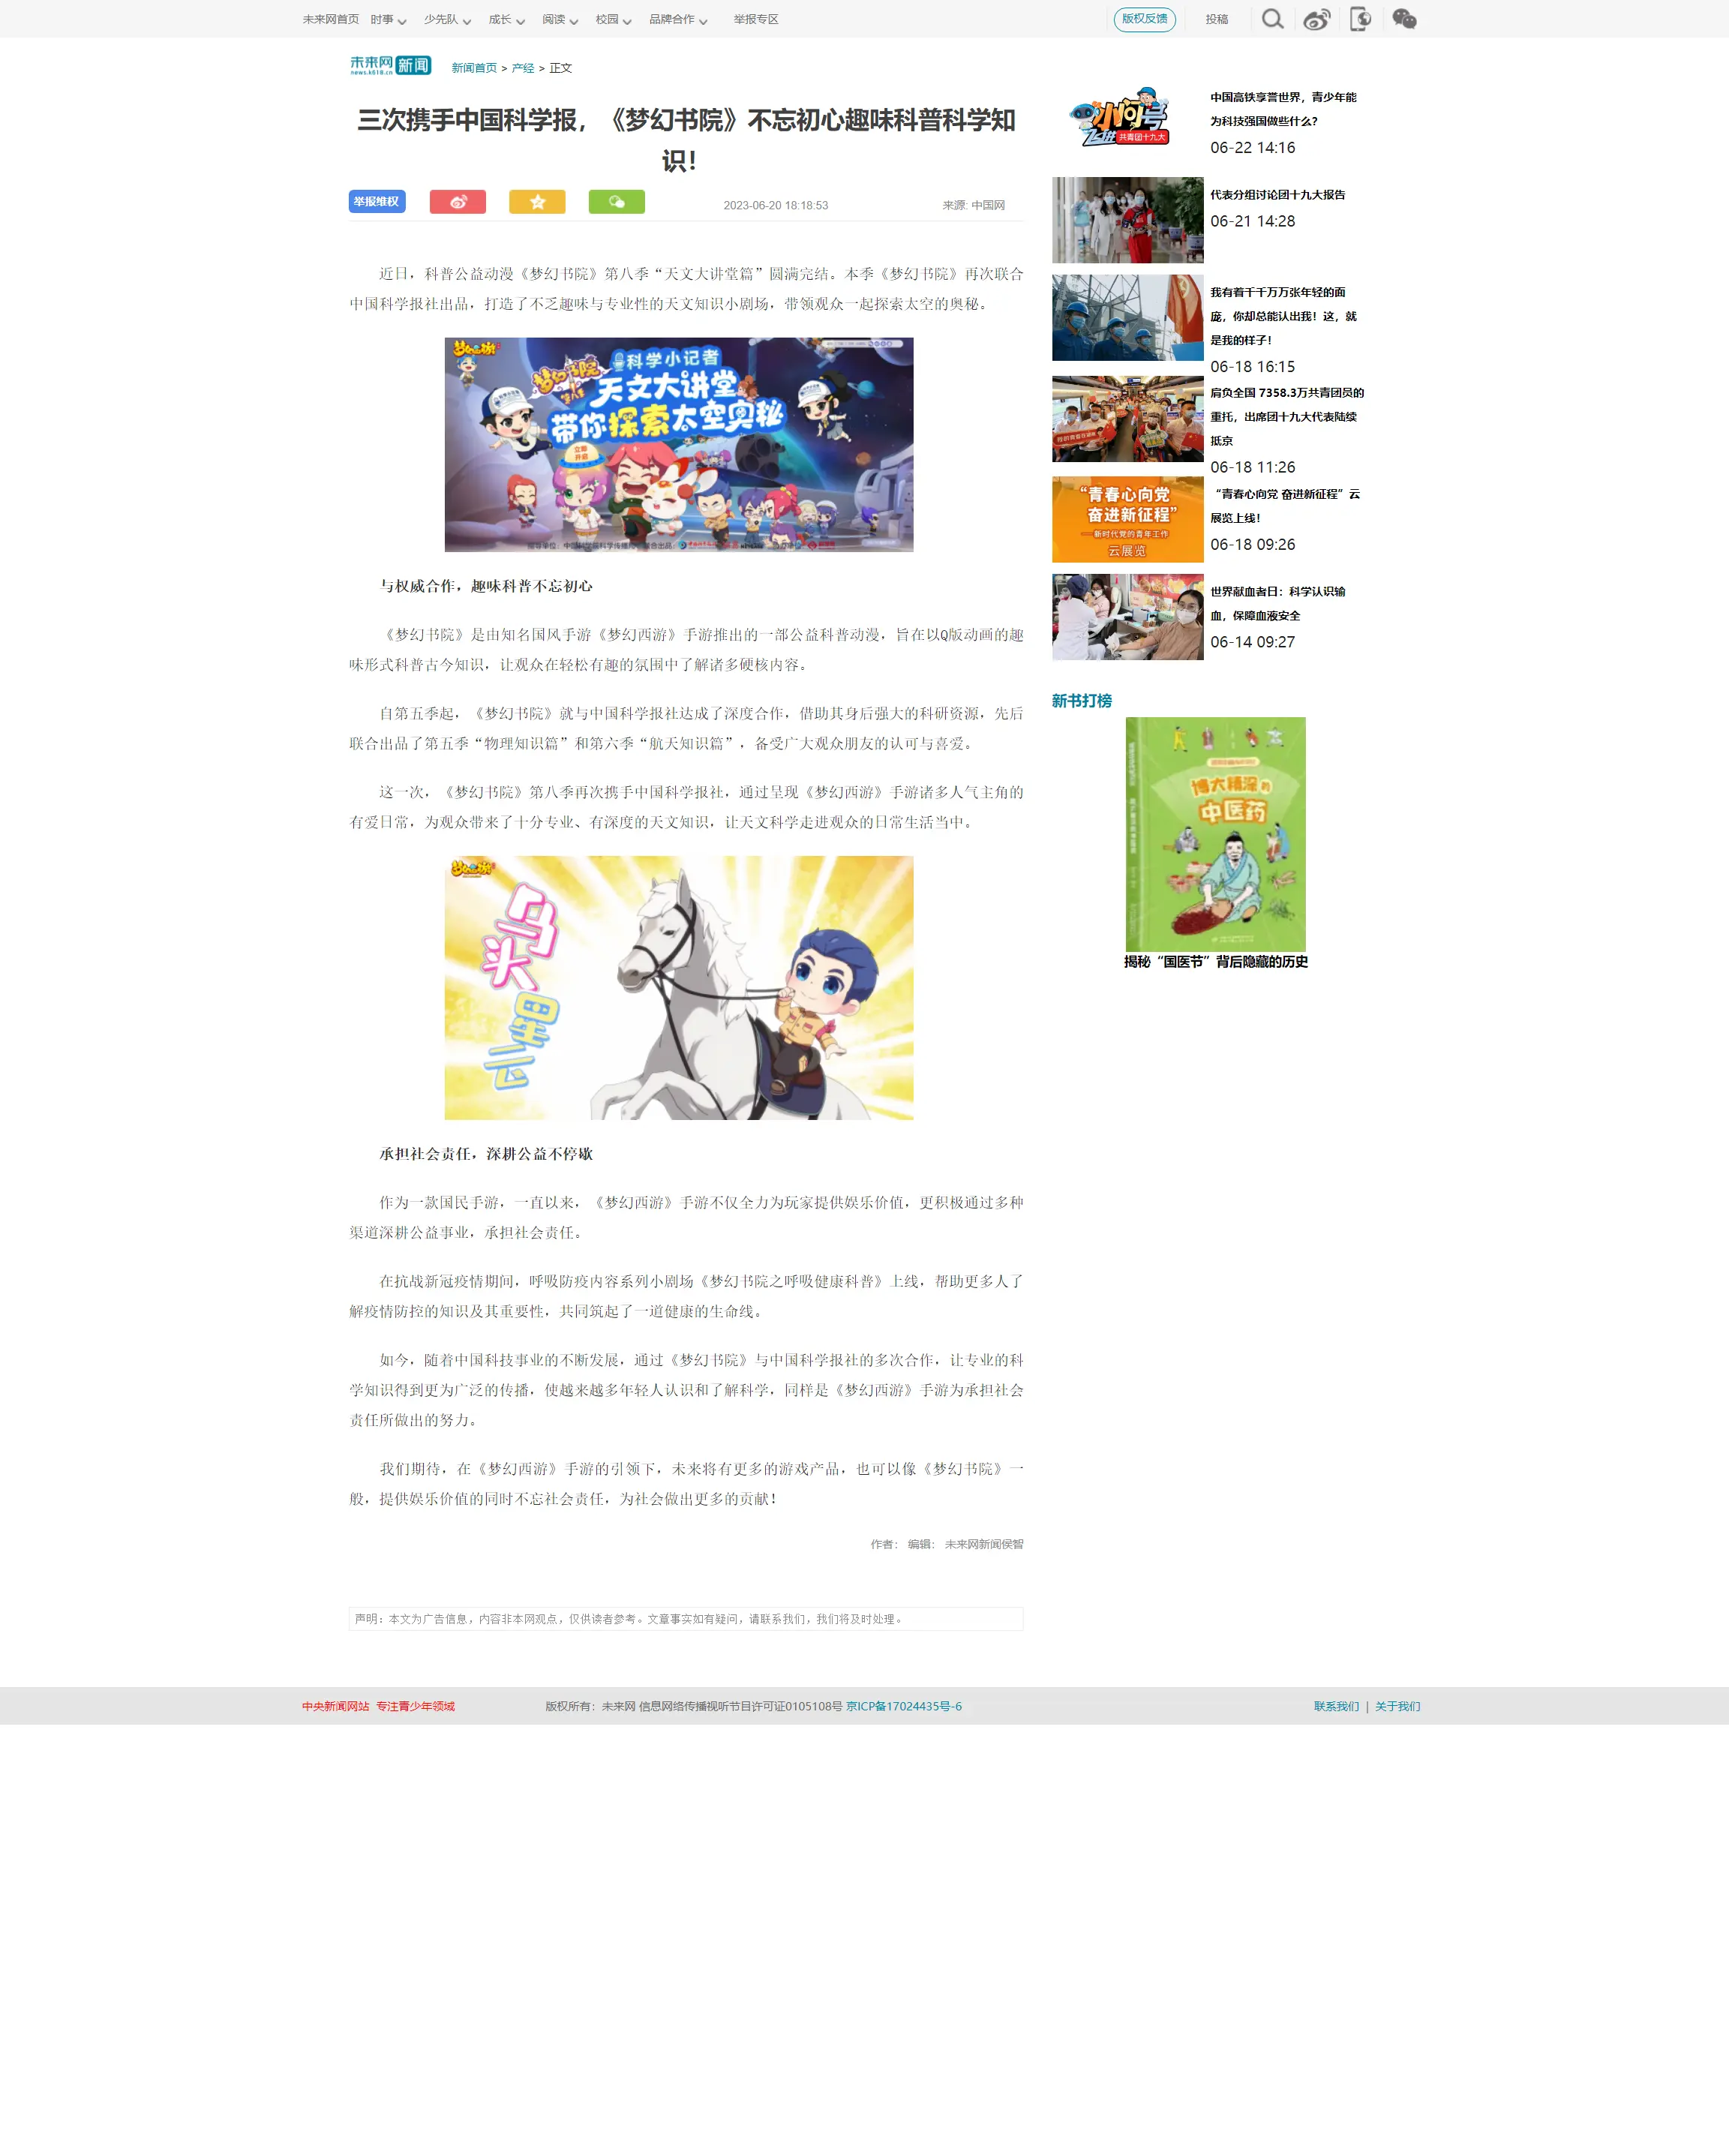 未来网首页 时事 少先队 成长 阅读 校园 品牌合作 举报专区 版权反馈 投稿
未来网 新闻
news.k618.cn
新闻首页 > 产经 > 正文
三次携手中国科学报，《梦幻书院》不忘初心趣味科普科学知
识！
举报维权 2023-06-20 18:18:53 来源: 中国网
近日，科普公益动漫《梦幻书院》第八季“天文大讲堂篇”圆满完结。本季《梦幻书院》再次联合
中国科学报社出品，打造了不乏趣味与专业性的天文知识小剧场，带领观众一起探索太空的奥秘。
梦幻书院
第八季
科学小记者
天文大讲堂
带你探索太空奥秘
立即
开启
与权威合作，趣味科普不忘初心
《梦幻书院》是由知名国风手游《梦幻西游》手游推出的一部公益科普动漫，旨在以Q版动画的趣
味形式科普古今知识，让观众在轻松有趣的氛围中了解诸多硬核内容。
自第五季起，《梦幻书院》就与中国科学报社达成了深度合作，借助其身后强大的科研资源，先后
联合出品了第五季“物理知识篇”和第六季“航天知识篇”，备受广大观众朋友的认可与喜爱。
这一次，《梦幻书院》第八季再次携手中国科学报社，通过呈现《梦幻西游》手游诸多人气主角的
有爱日常，为观众带来了十分专业、有深度的天文知识，让天文科学走进观众的日常生活当中。
马头
星云
承担社会责任，深耕公益不停歇
作为一款国民手游，一直以来，《梦幻西游》手游不仅全力为玩家提供娱乐价值，更积极通过多种
渠道深耕公益事业，承担社会责任。
在抗战新冠疫情期间，呼吸防疫内容系列小剧场《梦幻书院之呼吸健康科普》上线，帮助更多人了
解疫情防控的知识及其重要性，共同筑起了一道健康的生命线。
如今，随着中国科技事业的不断发展，通过《梦幻书院》与中国科学报社的多次合作，让专业的科
学知识得到更为广泛的传播，使越来越多年轻人认识和了解科学，同样是《梦幻西游》手游为承担社会
责任所做出的努力。
我们期待，在《梦幻西游》手游的引领下，未来将有更多的游戏产品，也可以像《梦幻书院》一
般，提供娱乐价值的同时不忘社会责任，为社会做出更多的贡献！
作者： 编辑： 未来网新闻侯智
声明：本文为广告信息，内容非本网观点，仅供读者参考。文章事实如有疑问，请联系我们，我们将及时处理。
小问号
飞进 共青团十九大
中国高铁享誉世界，青少年能
为科技强国做些什么？
06-22 14:16
代表分组讨论团十九大报告
06-21 14:28
我有着千千万万张年轻的面
庞，你却总能认出我！这，就
是我的样子！
06-18 16:15
肩负全国 7358.3万共青团员的
重托，出席团十九大代表陆续
抵京
06-18 11:26
“青春心向党
奋进新征程”
——新时代党的青年工作
云展览
“青春心向党 奋进新征程”云
展览上线！
06-18 09:26
世界献血者日：科学认识输
血，保障血液安全
06-14 09:27
新书打榜
博大精深的
中医药
揭秘“国医节”背后隐藏的历史
中央新闻网站 专注青少年领域 版权所有：未来网 信息网络传播视听节目许可证0105108号 京ICP备17024435号-6 联系我们 | 关于我们